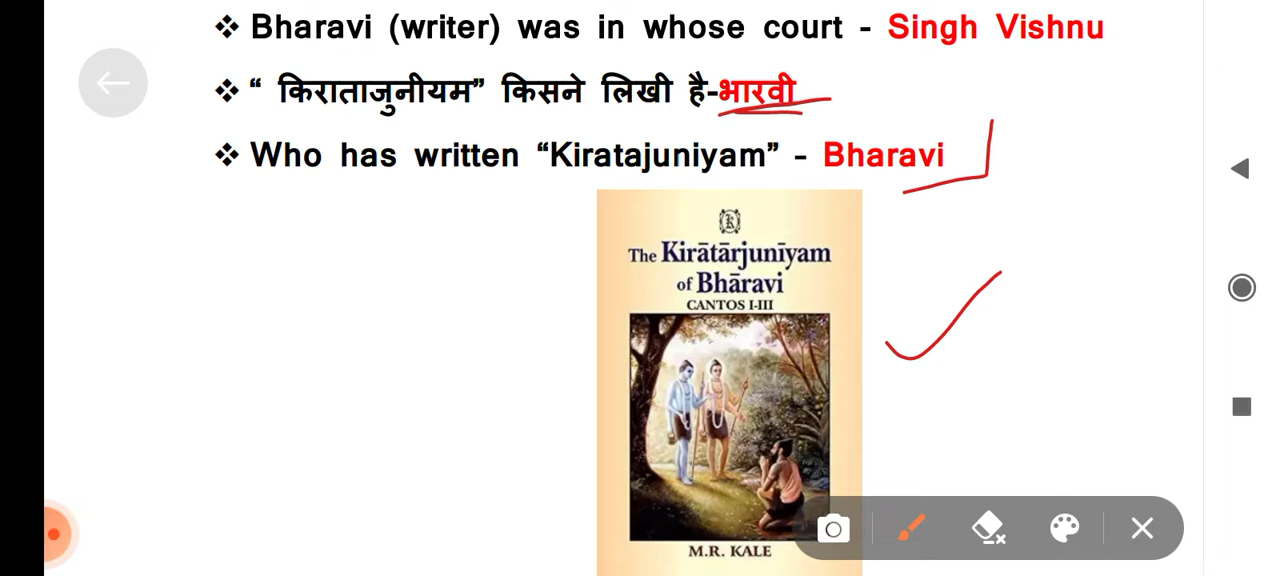 ❖ Bharavi (writer) was in whose court - Singh Vishnu
❖ “ किराताजुनीयम” किसने लिखी है-भारवी
❖ Who has written “Kiratajuniyam” - Bharavi
K
The Kirātārjunīyam
of Bhāravi
CANTOS I-III
M.R. KALE